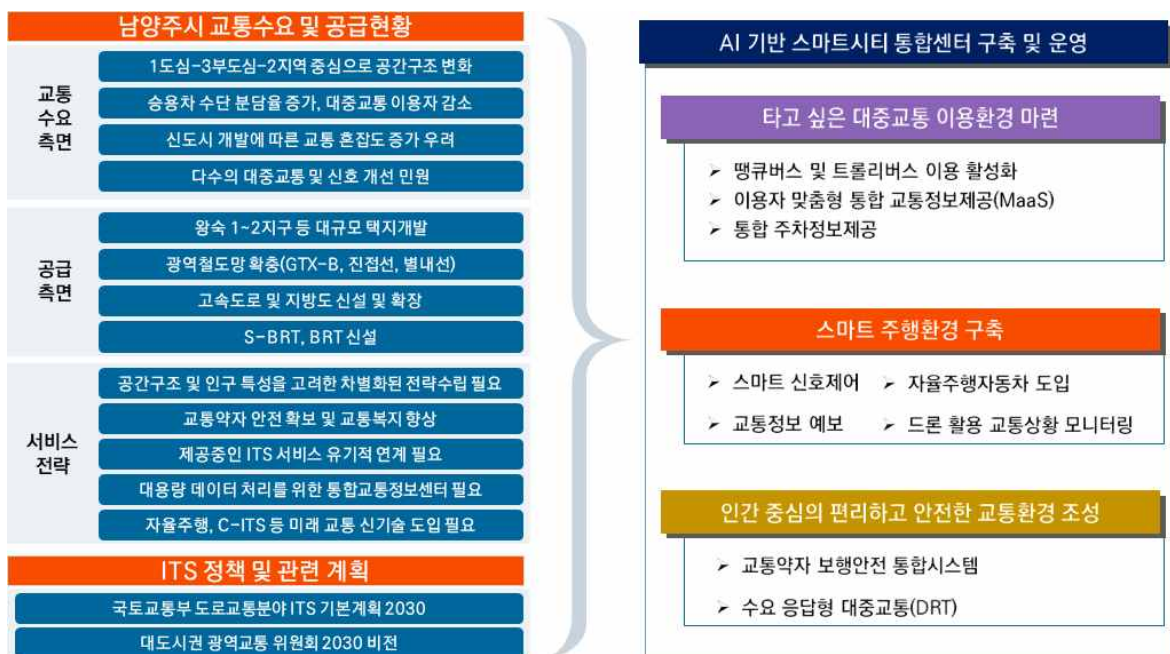 남양주시 교통수요 및 공급현황
교통
수요
측면
1도심-3부도심-2지역 중심으로 공간구조 변화
승용차 수단 분담율 증가, 대중교통 이용자 감소
신도시 개발에 따른 교통 혼잡도 증가 우려
다수의 대중교통 및 신호 개선 민원
공급
측면
왕숙 1~2지구 등 대규모 택지개발
광역철도망 확충(GTX-B, 진접선, 별내선)
고속도로 및 지방도 신설 및 확장
S-BRT, BRT 신설
서비스
전략
공간구조 및 인구 특성을 고려한 차별화된 전략수립 필요
교통약자 안전 확보 및 교통복지 향상
제공중인 ITS 서비스 유기적 연계 필요
대용량 데이터 처리를 위한 통합교통정보센터 필요
자율주행, C-ITS 등 미래 교통 신기술 도입 필요
ITS 정책 및 관련 계획
국토교통부 도로교통분야 ITS 기본계획 2030
대도시권 광역교통 위원회 2030 비전
AI 기반 스마트시티 통합센터 구축 및 운영
타고 싶은 대중교통 이용환경 마련
➢ 땡큐버스 및 트롤리버스 이용 활성화
➢ 이용자 맞춤형 통합 교통정보제공(MaaS)
➢ 통합 주차정보제공
스마트 주행환경 구축
➢ 스마트 신호제어 ➢ 자율주행자동차 도입
➢ 교통정보 예보 ➢ 드론 활용 교통상황 모니터링
인간 중심의 편리하고 안전한 교통환경 조성
➢ 교통약자 보행안전 통합시스템
➢ 수요 응답형 대중교통(DRT)